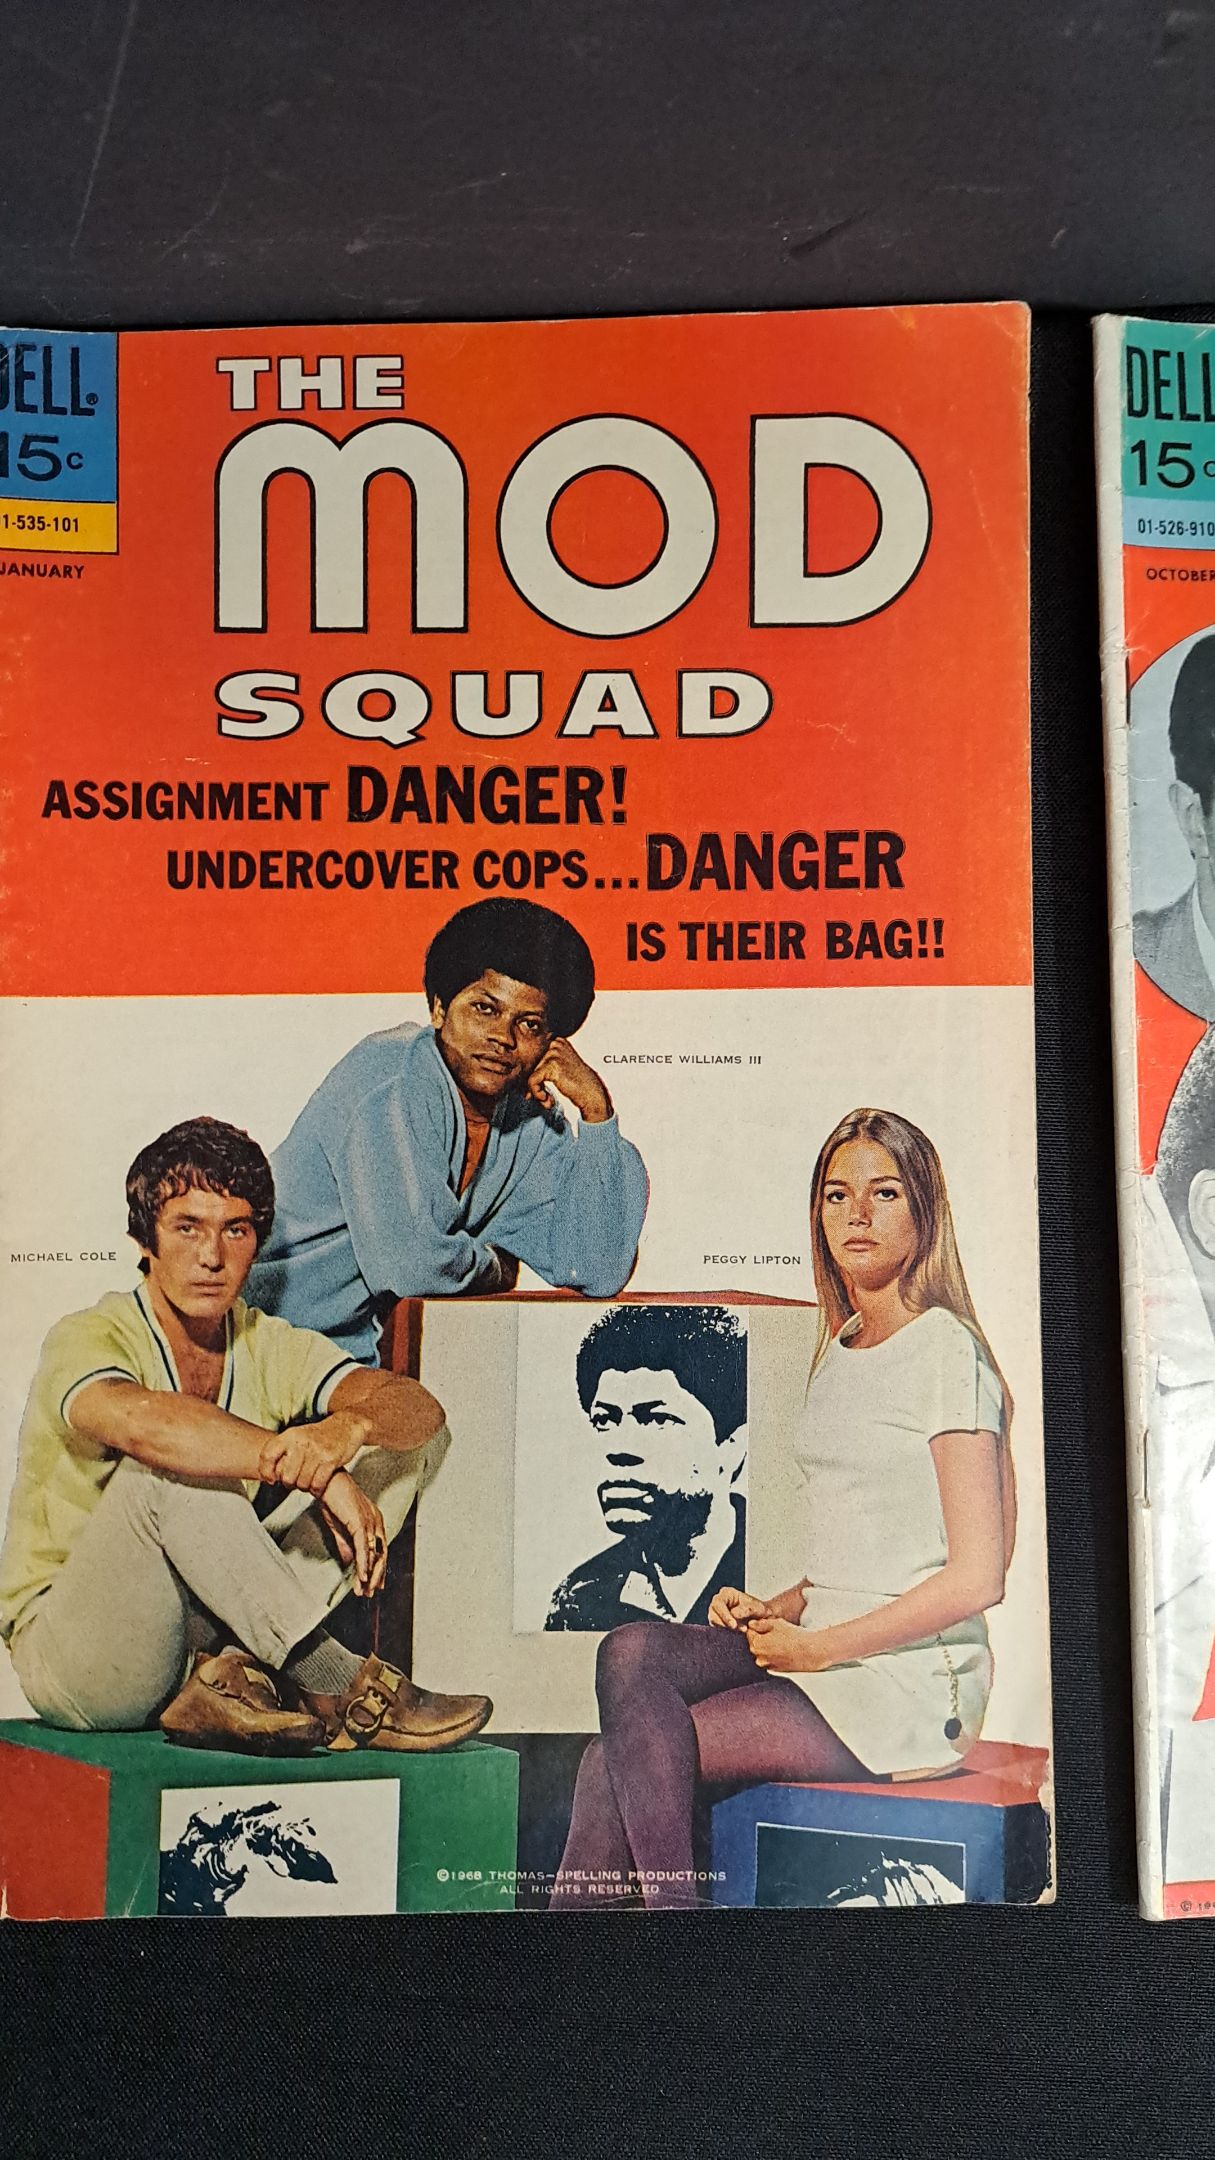 DELL®
15c
1-535-101
JANUARY
THE
MOD
SQUAD
ASSIGNMENT DANGER!
UNDERCOVER COPS...DANGER
IS THEIR BAG!!
CLARENCE WILLIAMS III
MICHAEL COLE
PEGGY LIPTON
©1968 THOMAS-SPELLING PRODUCTIONS
ALL RIGHTS RESERVED
DELL
15c
01-526-910
OCTOBER